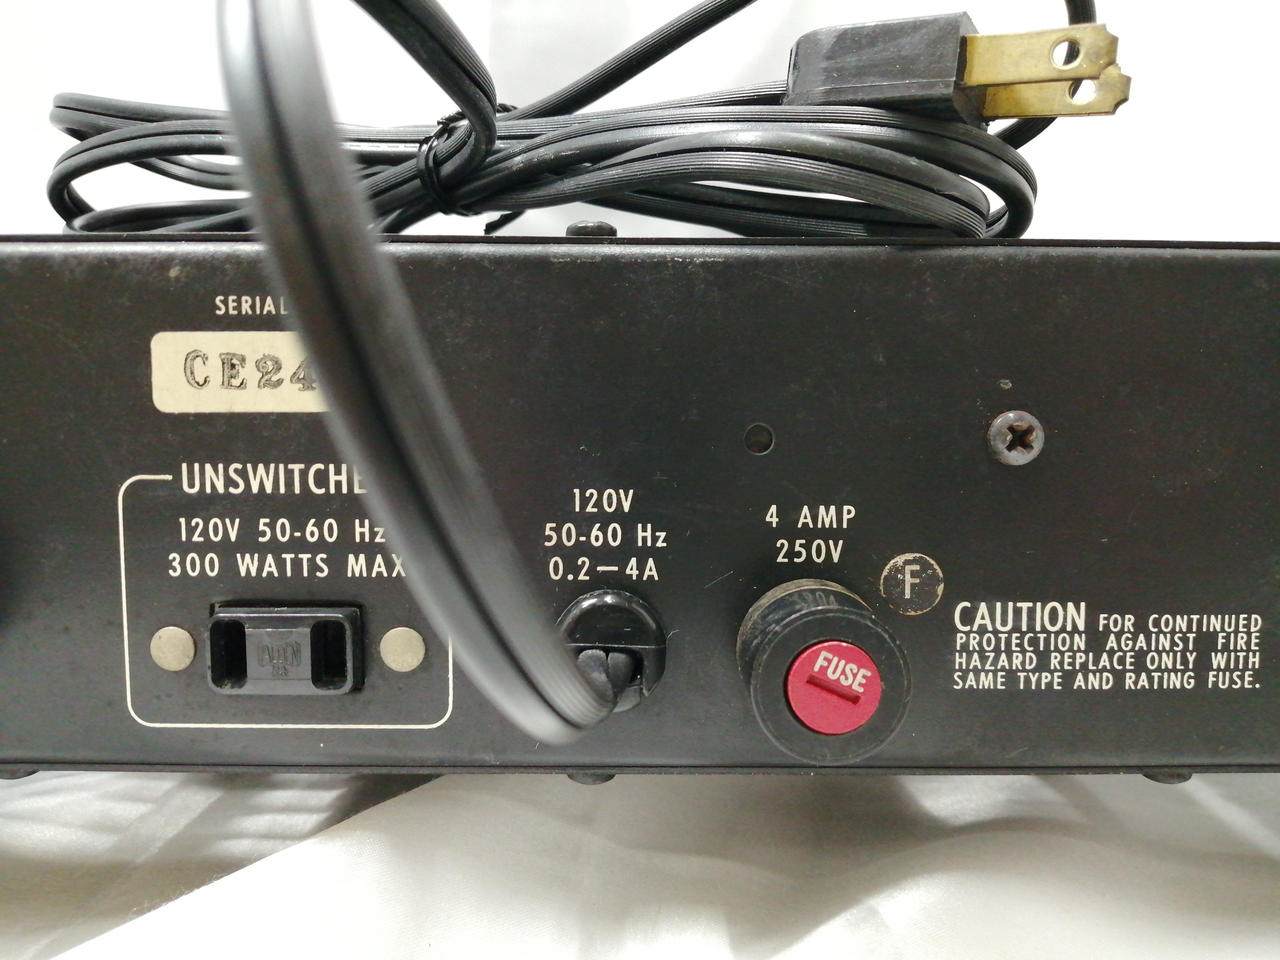 SERIAL
CE24
UNSWITCHE
120V 50-60 Hz
300 WATTS MAX
120V
50-60 Hz
0.2-4A
4 AMP
250V
F
FUSE
CAUTION FOR CONTINUED
PROTECTION AGAINST FIRE
HAZARD REPLACE ONLY WITH
SAME TYPE AND RATING FUSE.